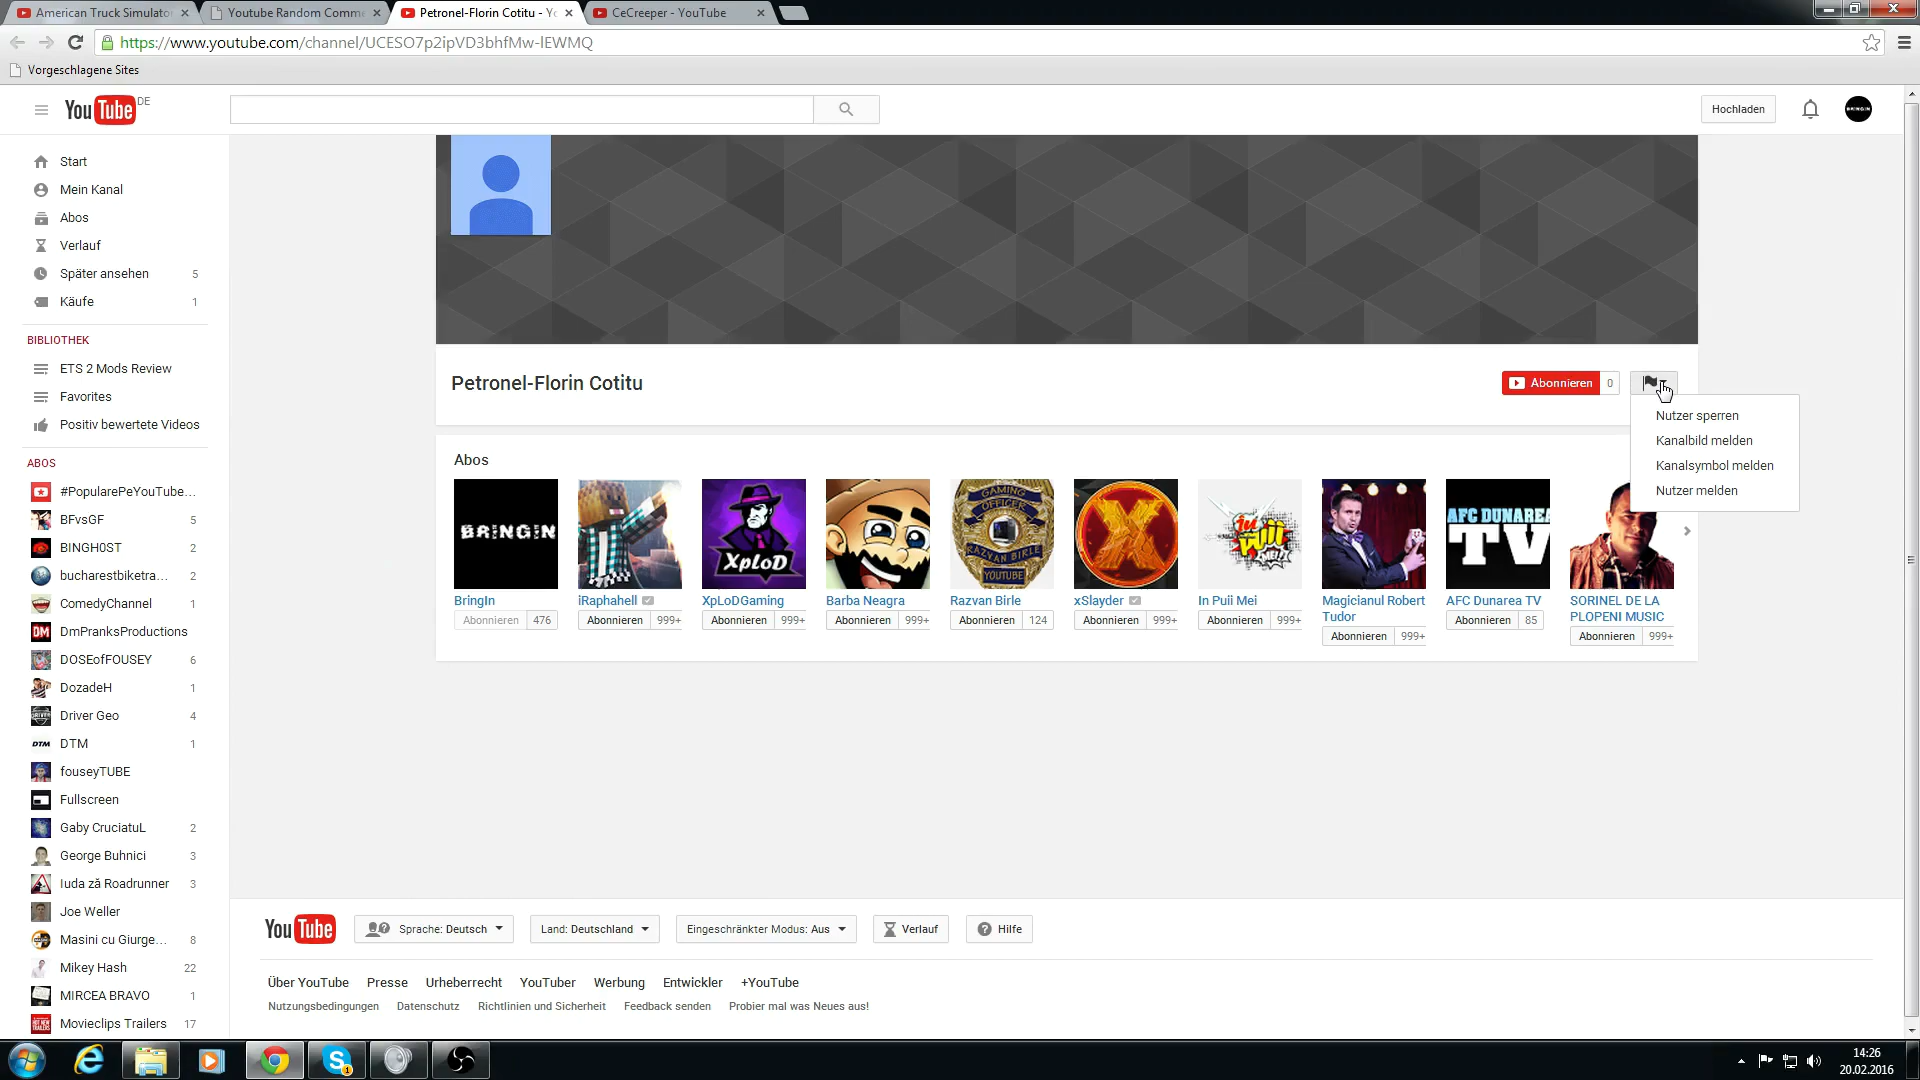 American Truck Simulato
Youtube Random Comme
Petronel-Florin Cotitu - Yo
CeCreeper - YouTube
https://www.youtube.com/channel/UCESO7p2ipVD3bhfMw-lEWMQ
Vorgeschlagene Sites
YouTube DE
Hochladen
BRINGIN
Start
Mein Kanal
Abos
Verlauf
Später ansehen 5
Käufe 1
BIBLIOTHEK
ETS 2 Mods Review
Favorites
Positiv bewertete Videos
ABOS
#PopularePeYouTube...
BFvsGF 5
BINGH0ST 2
bucharestbiketra... 2
ComedyChannel 1
DM DmPranksProductions
DOSEofFOUSEY 6
DozadeH 1
Driver Geo 4
DTM DTM 1
fouseyTUBE
Fullscreen
Gaby CruciatuL 2
George Buhnici 3
Iuda ză Roadrunner 3
Joe Weller
Masini cu Giurge... 8
Mikey Hash 22
MIRCEA BRAVO 1
Movieclips Trailers 17
Petronel-Florin Cotitu
Abonnieren 0
Nutzer sperren
Kanalbild melden
Kanalsymbol melden
Nutzer melden
Abos
BRINGIN
XPLOD
GAMING
OFFICER
RAZVAN BIRLE
YOUTUBE
X
AFC DUNAREA
TV
BringIn
iRaphahell
XpLoDGaming
Barba Neagra
Razvan Birle
xSlayder
In Puii Mei
Magicianul Robert
Tudor
AFC Dunarea TV
SORINEL DE LA
PLOPENI MUSIC
Abonnieren 476
Abonnieren 999+
Abonnieren 999+
Abonnieren 999+
Abonnieren 124
Abonnieren 999+
Abonnieren 999+
Abonnieren 999+
Abonnieren 85
Abonnieren 999+
YouTube
Sprache: Deutsch
Land: Deutschland
Eingeschränkter Modus: Aus
Verlauf
Hilfe
Über YouTube Presse Urheberrecht YouTuber Werbung Entwickler +YouTube
Nutzungsbedingungen Datenschutz Richtlinien und Sicherheit Feedback senden Probier mal was Neues aus!
14:26
20.02.2016